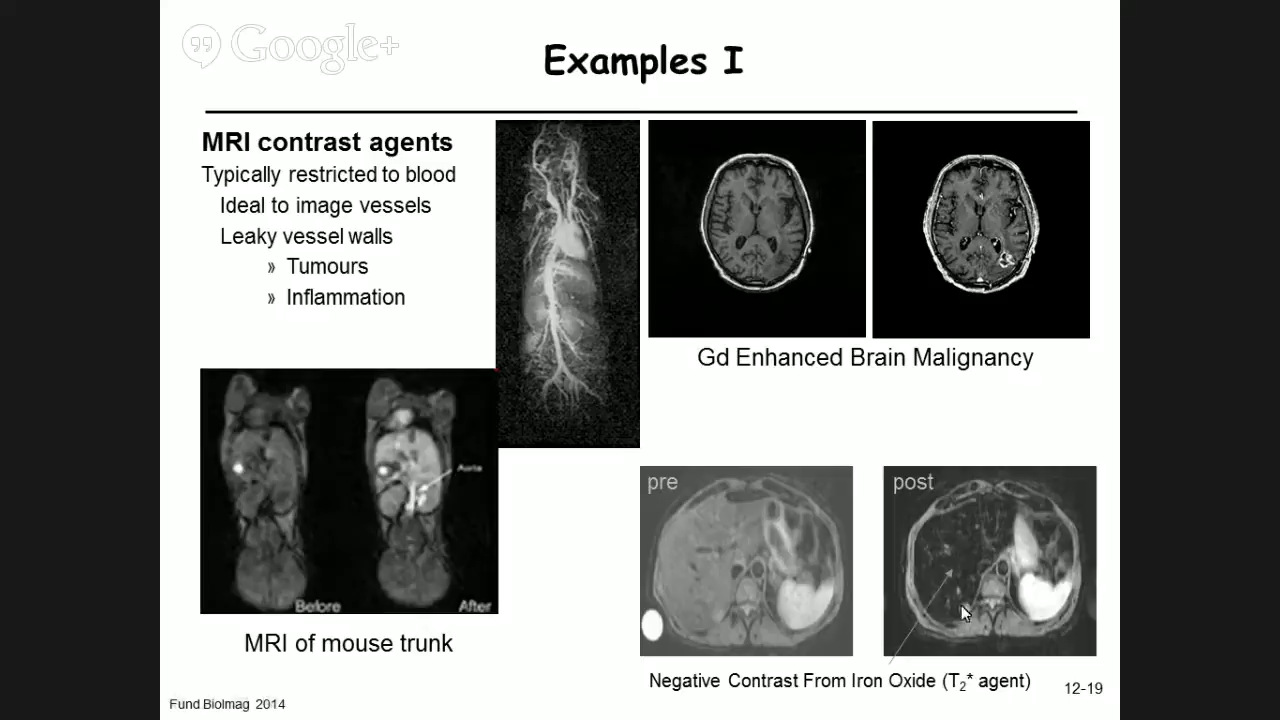 Google+
Examples I
MRI contrast agents
Typically restricted to blood
Ideal to image vessels
Leaky vessel walls
» Tumours
» Inflammation
Gd Enhanced Brain Malignancy
Aorta
Before
After
MRI of mouse trunk
pre
post
Negative Contrast From Iron Oxide (T₂* agent)
12-19
Fund BioImag 2014